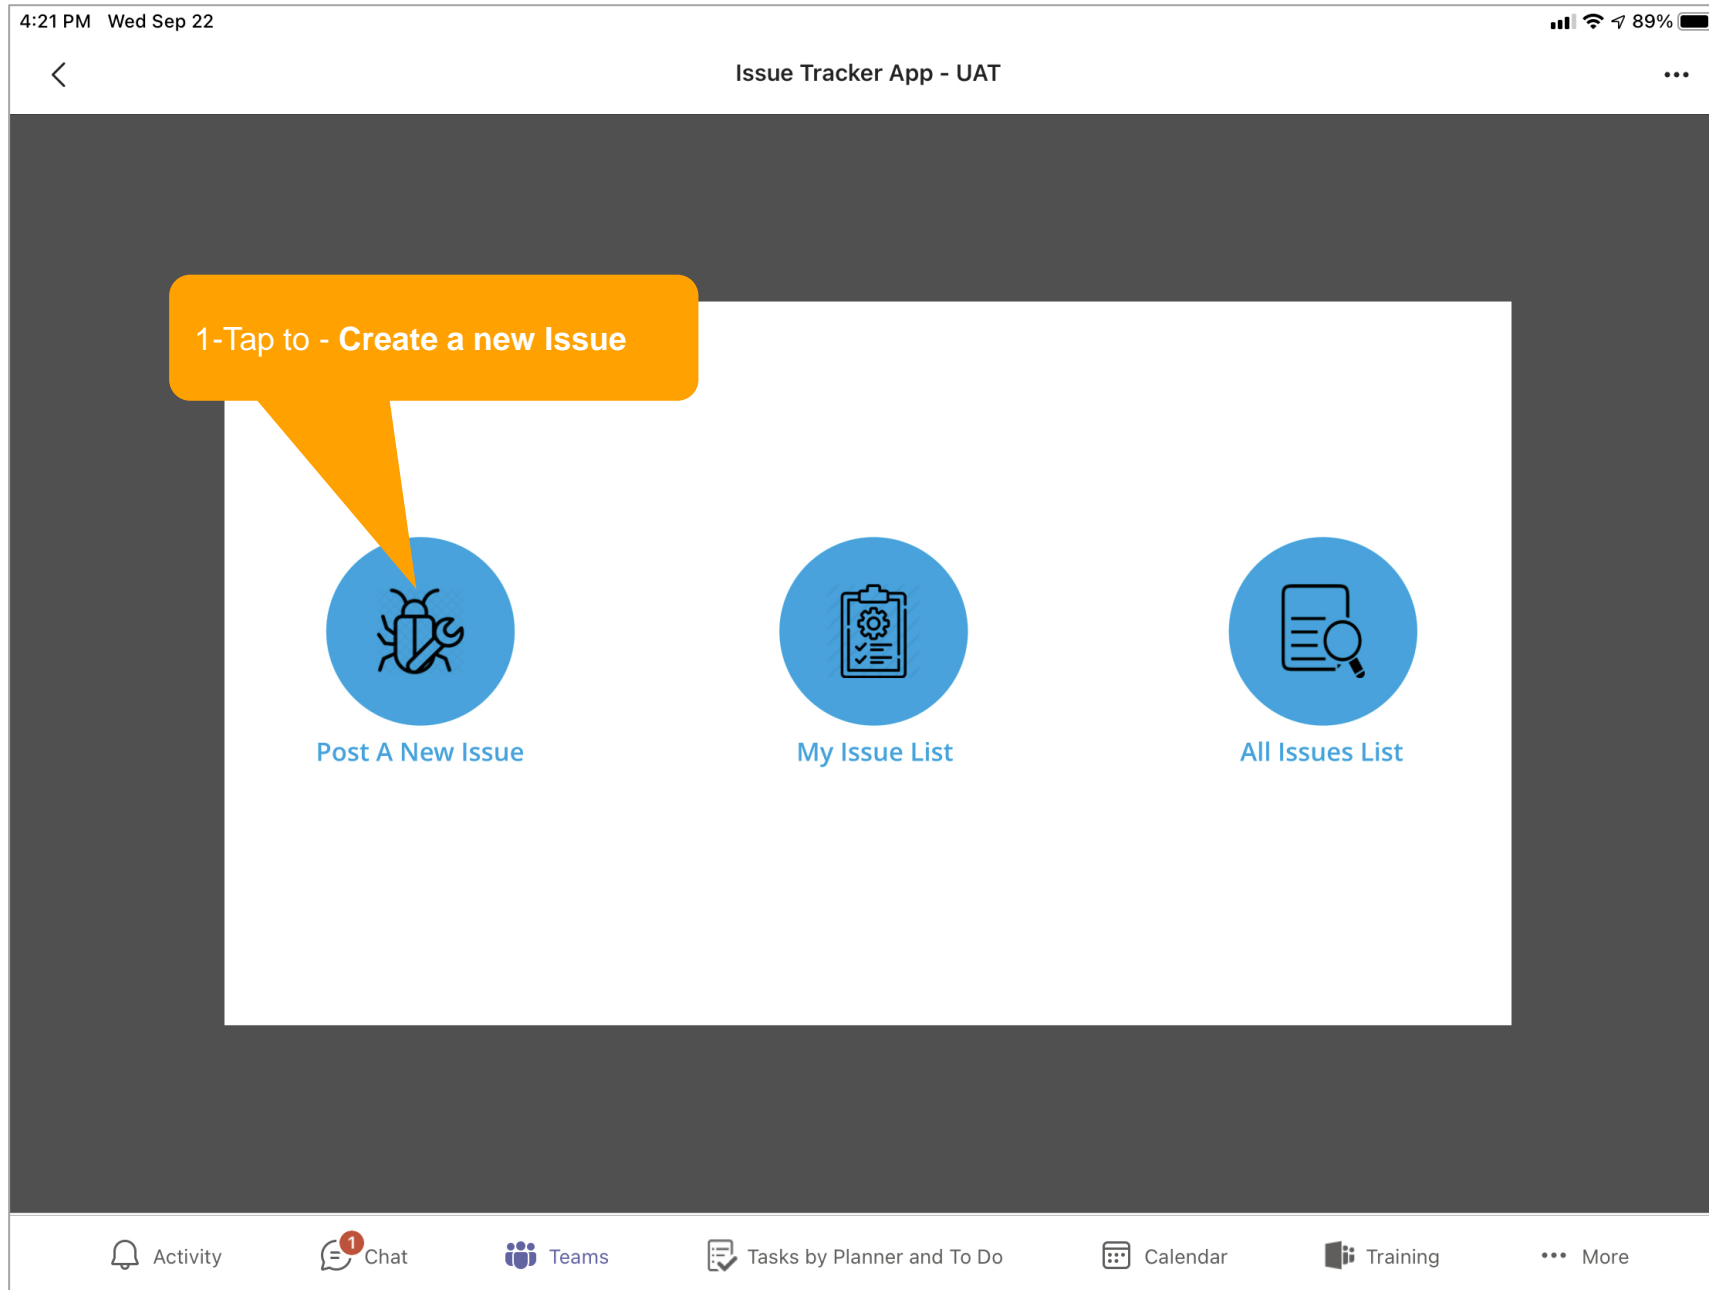 4:21 PM Wed Sep 22 89%
Issue Tracker App - UAT
1-Tap to - Create a new Issue
Post A New Issue My Issue List All Issues List
1
Activity Chat Teams Tasks by Planner and To Do Calendar Training More